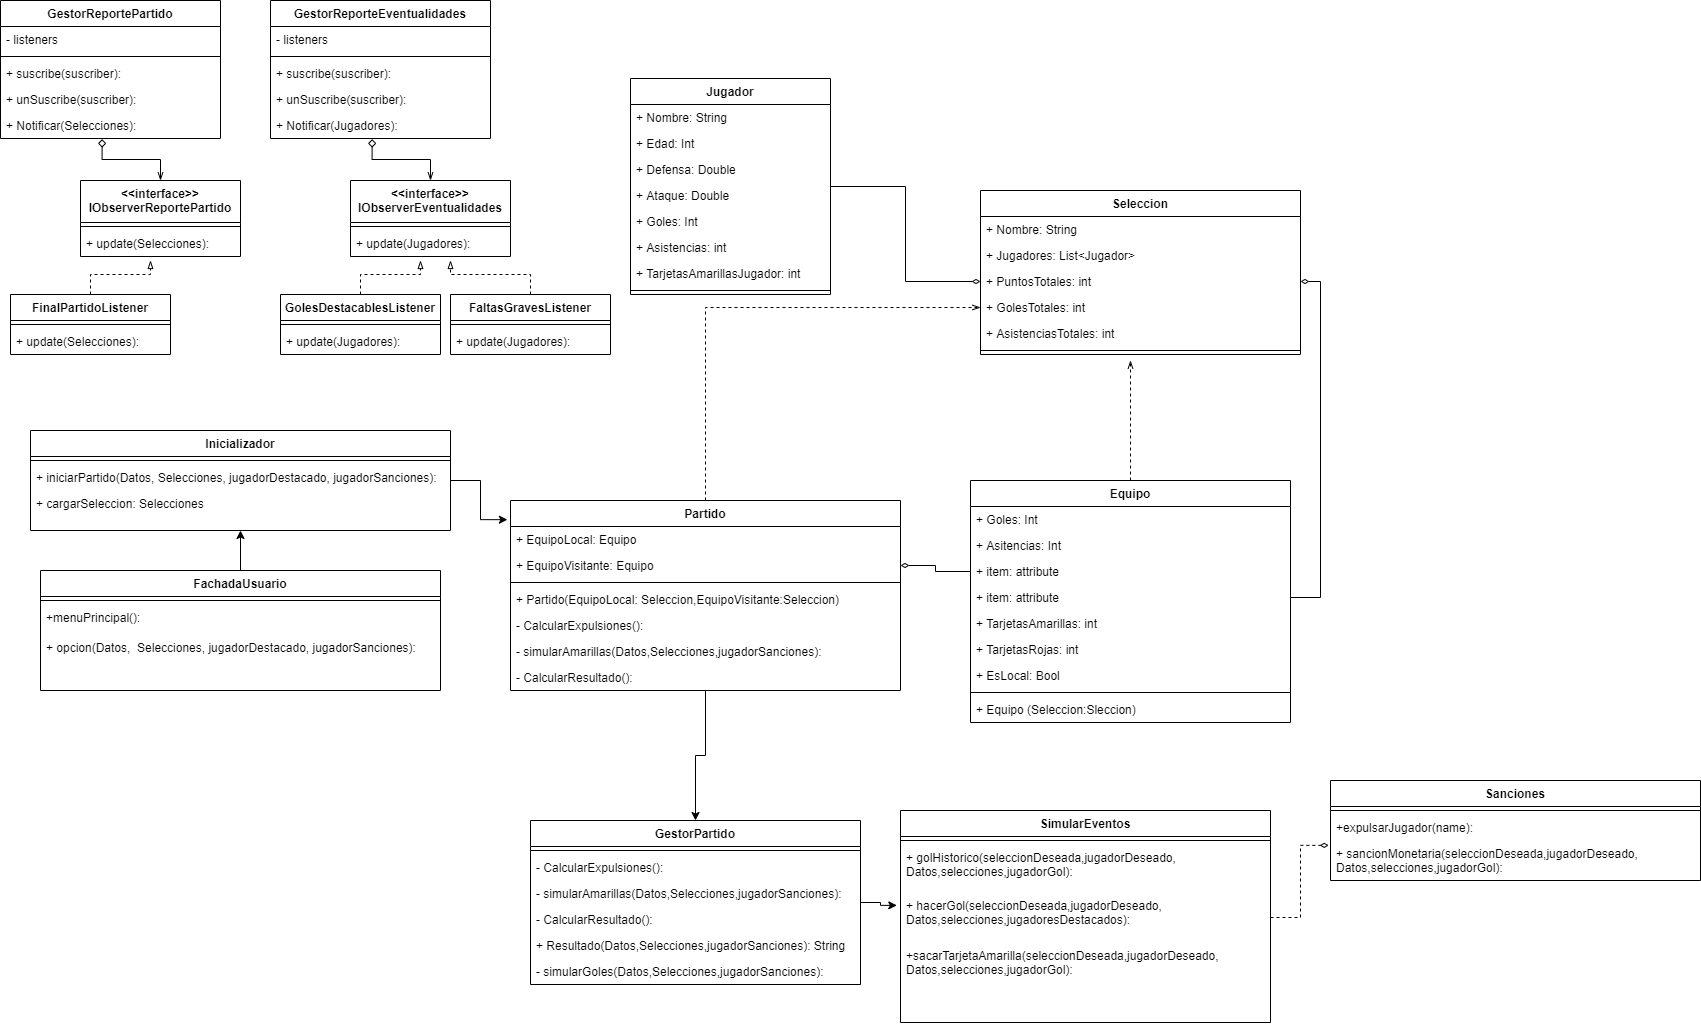 GestorReportePartido
- listeners
+ suscribe(suscriber):
+ unSuscribe(suscriber):
+ Notificar(Selecciones):
GestorReporteEventualidades
- listeners
+ suscribe(suscriber):
+ unSuscribe(suscriber):
+ Notificar(Jugadores):
<<interface>>
IObserverReportePartido
+ update(Selecciones):
<<interface>>
IObserverEventualidades
+ update(Jugadores):
FinalPartidoListener
+ update(Selecciones):
GolesDestacablesListener
+ update(Jugadores):
FaltasGravesListener
+ update(Jugadores):
Jugador
+ Nombre: String
+ Edad: Int
+ Defensa: Double
+ Ataque: Double
+ Goles: Int
+ Asistencias: int
+ TarjetasAmarillasJugador: int
Seleccion
+ Nombre: String
+ Jugadores: List<Jugador>
+ PuntosTotales: int
+ GolesTotales: int
+ AsistenciasTotales: int
Inicializador
+ iniciarPartido(Datos, Selecciones, jugadorDestacado, jugadorSanciones):
+ cargarSeleccion: Selecciones
FachadaUsuario
+menuPrincipal():
+ opcion(Datos,  Selecciones, jugadorDestacado, jugadorSanciones):
Partido
+ EquipoLocal: Equipo
+ EquipoVisitante: Equipo
+ Partido(EquipoLocal: Seleccion,EquipoVisitante:Seleccion)
- CalcularExpulsiones():
- simularAmarillas(Datos,Selecciones,jugadorSanciones):
- CalcularResultado():
Equipo
+ Goles: Int
+ Asitencias: Int
+ item: attribute
+ item: attribute
+ TarjetasAmarillas: int
+ TarjetasRojas: int
+ EsLocal: Bool
+ Equipo (Seleccion:Sleccion)
GestorPartido
- CalcularExpulsiones():
- simularAmarillas(Datos,Selecciones,jugadorSanciones):
- CalcularResultado():
+ Resultado(Datos,Selecciones,jugadorSanciones): String
- simularGoles(Datos,Selecciones,jugadorSanciones):
SimularEventos
+ golHistorico(seleccionDeseada,jugadorDeseado,
Datos,selecciones,jugadorGol):
+ hacerGol(seleccionDeseada,jugadorDeseado,
Datos,selecciones,jugadoresDestacados):
+sacarTarjetaAmarilla(seleccionDeseada,jugadorDeseado,
Datos,selecciones,jugadorGol):
Sanciones
+expulsarJugador(name):
+ sancionMonetaria(seleccionDeseada,jugadorDeseado,
Datos,selecciones,jugadorGol):